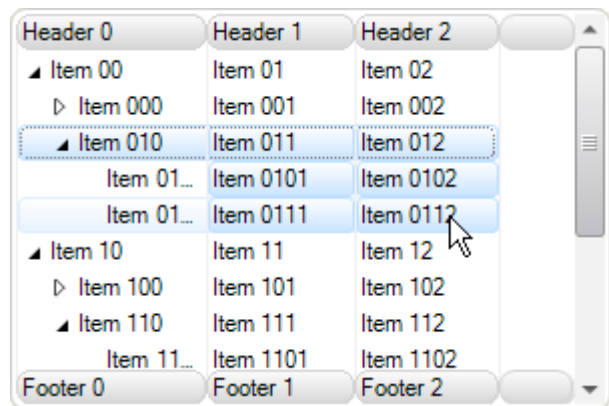 Header 0 Header 1 Header 2
Item 00 Item 01 Item 02
Item 000 Item 001 Item 002
Item 010 Item 011 Item 012
Item 01... Item 0101 Item 0102
Item 01... Item 0111 Item 0112
Item 10 Item 11 Item 12
Item 100 Item 101 Item 102
Item 110 Item 111 Item 112
Item 11... Item 1101 Item 1102
Footer 0 Footer 1 Footer 2